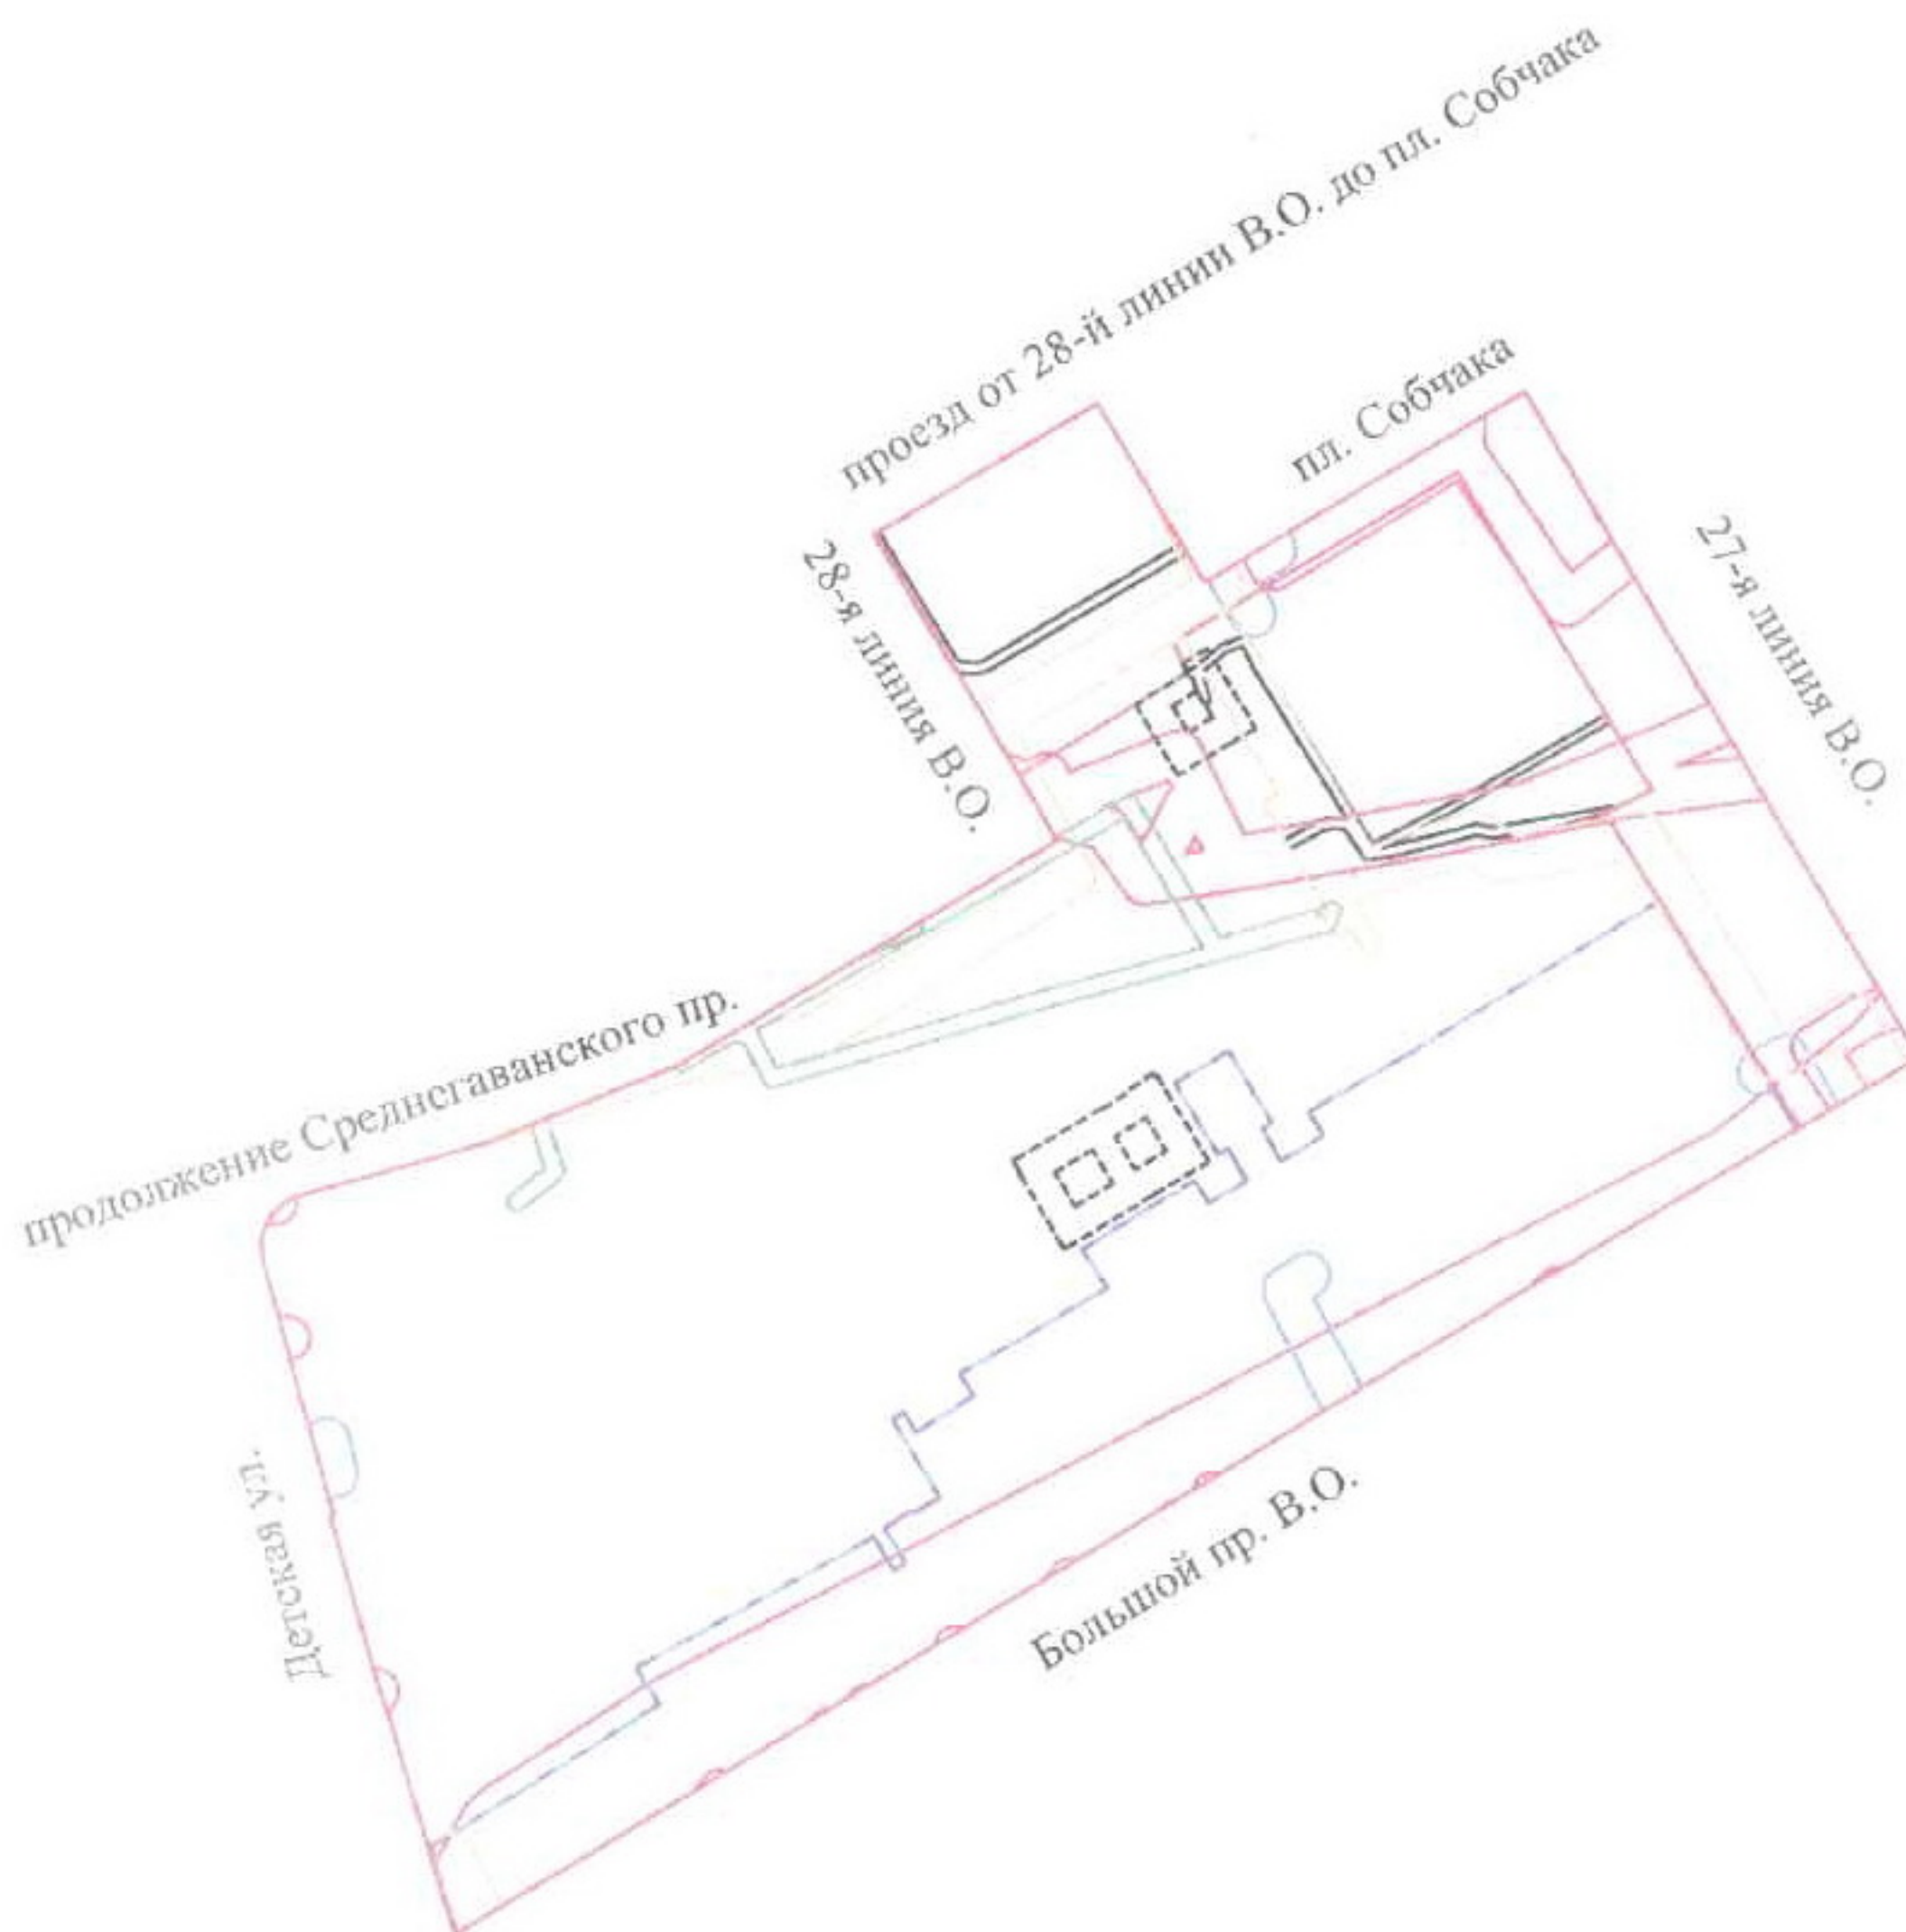 проезд от 28-й линии В.О. до пл. Собчака
пл. Собчака
28-я линия В.О.
27-я линия В.О.
продолжение Среднегаванского пр.
Детская ул.
Большой пр. В.О.